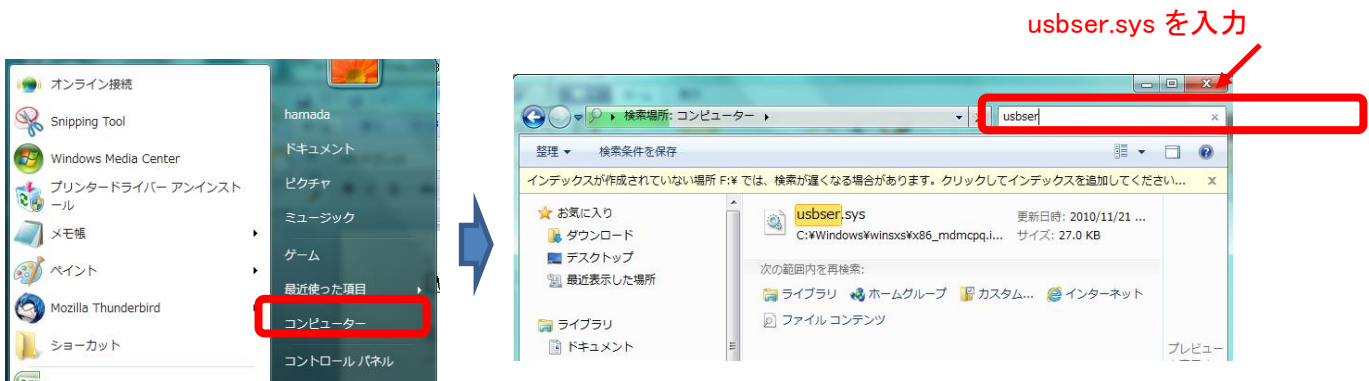 usbser.sys を入力
オンライン接続
Snipping Tool
Windows Media Center
プリンタードライバー アンインスト
ール
メモ帳
ペイント
Mozilla Thunderbird
ショーカット
hamada
ドキュメント
ピクチャ
ミュージック
ゲーム
最近使った項目
コンピューター
コントロール パネル
検索場所: コンピューター
usbser
整理
検索条件を保存
インデックスが作成されていない場所 F:¥ では、検索が遅くなる場合があります。クリックしてインデックスを追加してください...
お気に入り
ダウンロード
デスクトップ
最近表示した場所
ライブラリ
ドキュメント
usbser.sys
更新日時: 2010/11/21 ...
C:¥Windows¥winsxs¥x86_mdmcpq.i...
サイズ: 27.0 KB
次の範囲内を再検索:
ライブラリ ホームグループ カスタム... インターネット
ファイル コンテンツ
プレビュー